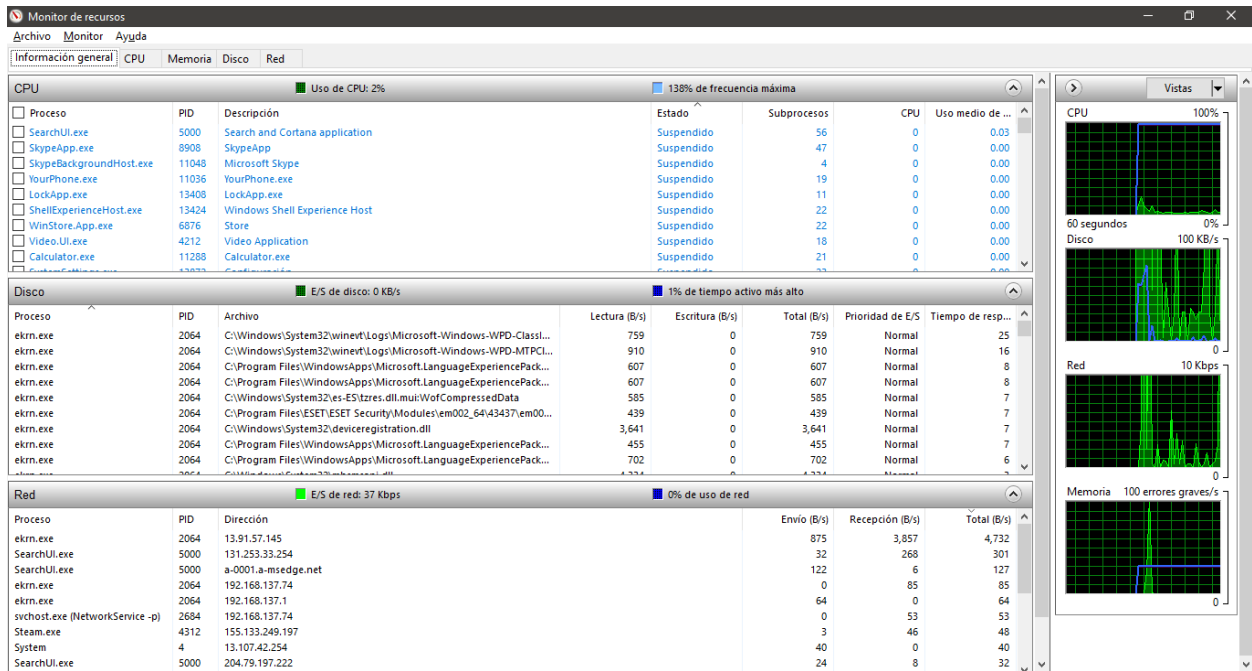 Monitor de recursos
Archivo Monitor Ayuda
Información general CPU Memoria Disco Red
CPU Uso de CPU: 2% 138% de frecuencia máxima
Proceso PID Descripción Estado Subprocesos CPU Uso medio de ...
SearchUI.exe 5000 Search and Cortana application Suspendido 56 0 0.03
SkypeApp.exe 8908 SkypeApp Suspendido 47 0 0.00
SkypeBackgroundHost.exe 11048 Microsoft Skype Suspendido 4 0 0.00
YourPhone.exe 11036 YourPhone.exe Suspendido 19 0 0.00
LockApp.exe 13408 LockApp.exe Suspendido 11 0 0.00
ShellExperienceHost.exe 13424 Windows Shell Experience Host Suspendido 22 0 0.00
WinStore.App.exe 6876 Store Suspendido 22 0 0.00
Video.UI.exe 4212 Video Application Suspendido 18 0 0.00
Calculator.exe 11288 Calculator.exe Suspendido 21 0 0.00
Disco E/S de disco: 0 KB/s 1% de tiempo activo más alto
Proceso PID Archivo Lectura (B/s) Escritura (B/s) Total (B/s) Prioridad de E/S Tiempo de resp...
ekrn.exe 2064 C:\Windows\System32\winevt\Logs\Microsoft-Windows-WPD-ClassI... 759 0 759 Normal 25
ekrn.exe 2064 C:\Windows\System32\winevt\Logs\Microsoft-Windows-WPD-MTPCl... 910 0 910 Normal 16
ekrn.exe 2064 C:\Program Files\WindowsApps\Microsoft.LanguageExperiencePack... 607 0 607 Normal 8
ekrn.exe 2064 C:\Program Files\WindowsApps\Microsoft.LanguageExperiencePack... 607 0 607 Normal 8
ekrn.exe 2064 C:\Windows\System32\es-ES\tzres.dll.mui:WofCompressedData 585 0 585 Normal 7
ekrn.exe 2064 C:\Program Files\ESET\ESET Security\Modules\em002_64\43437\em00... 439 0 439 Normal 7
ekrn.exe 2064 C:\Windows\System32\deviceregistration.dll 3,641 0 3,641 Normal 7
ekrn.exe 2064 C:\Program Files\WindowsApps\Microsoft.LanguageExperiencePack... 455 0 455 Normal 7
ekrn.exe 2064 C:\Program Files\WindowsApps\Microsoft.LanguageExperiencePack... 702 0 702 Normal 6
Red E/S de red: 37 Kbps 0% de uso de red
Proceso PID Dirección Envío (B/s) Recepción (B/s) Total (B/s)
ekrn.exe 2064 13.91.57.145 875 3,857 4,732
SearchUI.exe 5000 131.253.33.254 32 268 301
SearchUI.exe 5000 a-0001.a-msedge.net 122 6 127
ekrn.exe 2064 192.168.137.74 0 85 85
ekrn.exe 2064 192.168.137.1 64 0 64
svchost.exe (NetworkService -p) 2684 192.168.137.74 0 53 53
Steam.exe 4312 155.133.249.197 3 46 48
System 4 13.107.42.254 40 0 40
SearchUI.exe 5000 204.79.197.222 24 8 32
Vistas
CPU 100%
60 segundos 0%
Disco 100 KB/s
0
Red 10 Kbps
0
Memoria 100 errores graves/s
0